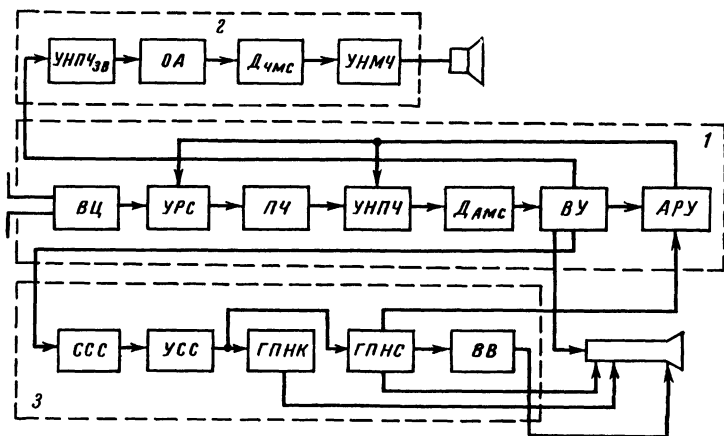 2
УНПЧзв ОА Дчмс УНМЧ
1
ВЦ УРС ПЧ УНПЧ Дамс ВУ АРУ
ССС УСС ГПНК ГПНС ВВ
3